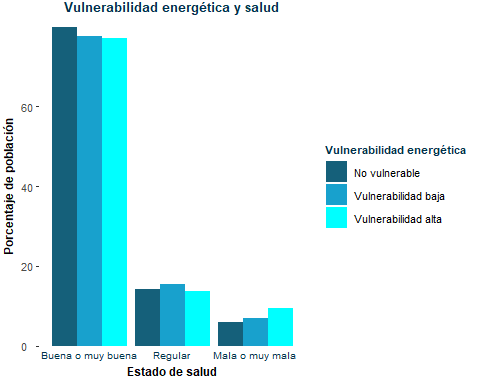 Vulnerabilidad energética y salud
Porcentaje de población
60
40
20
0
Buena o muy buena
Regular
Mala o muy mala
Estado de salud
Vulnerabilidad energética
No vulnerable
Vulnerabilidad baja
Vulnerabilidad alta